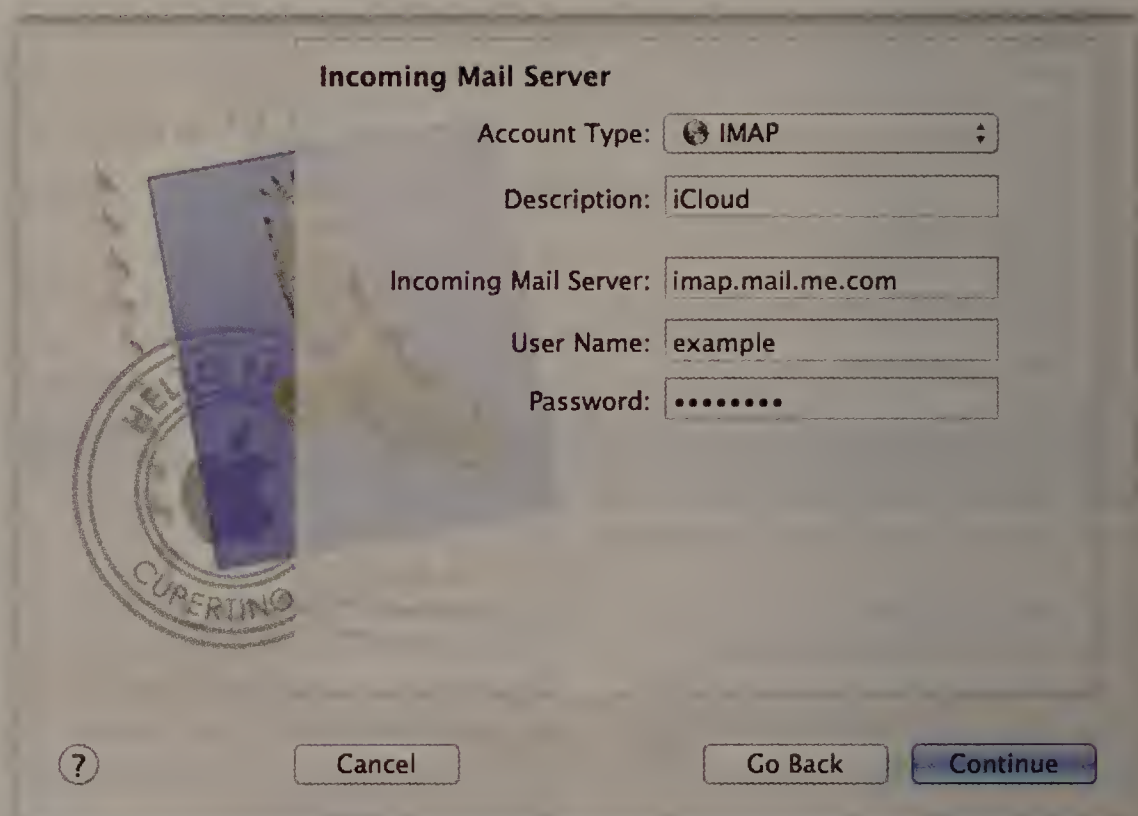 Incoming Mail Server
Account Type: IMAP
Description: iCloud
Incoming Mail Server: imap.mail.me.com
User Name: example
Password: ••••••••
CUPERTINO
? Cancel Go Back Continue